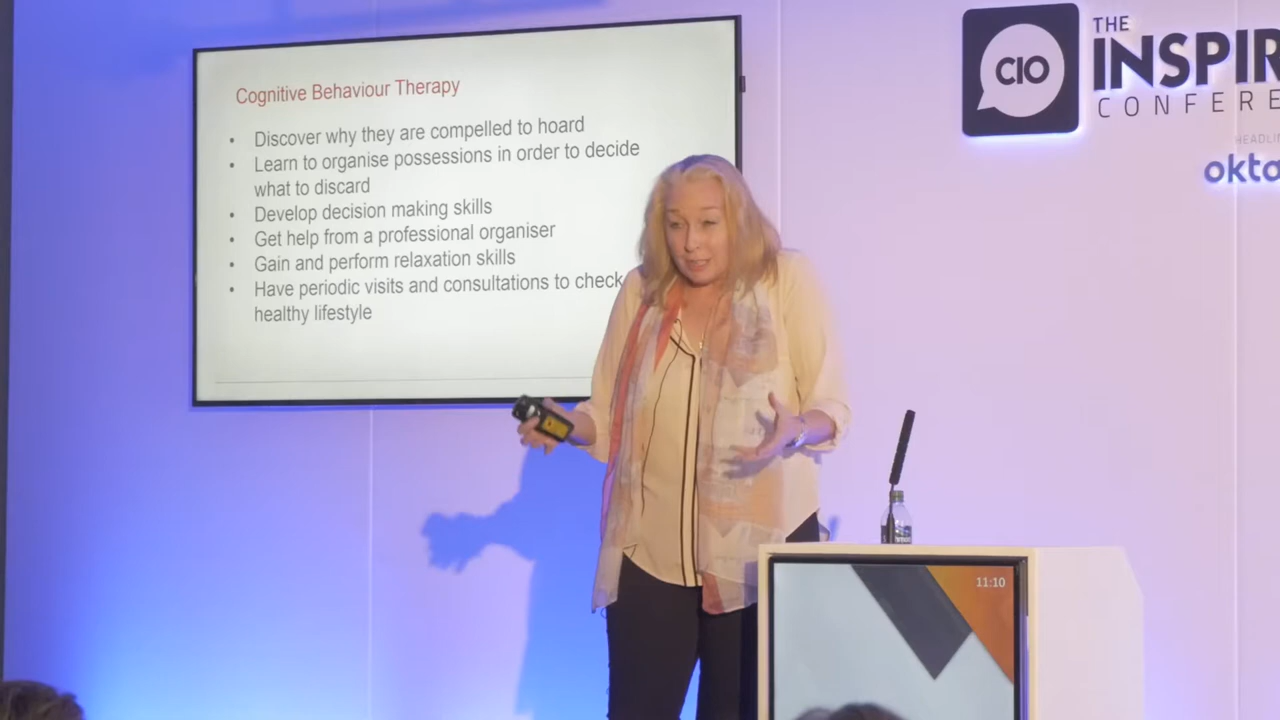 Cognitive Behaviour Therapy
• Discover why they are compelled to hoard
• Learn to organise possessions in order to decide
what to discard
• Develop decision making skills
• Get help from a professional organiser
• Gain and perform relaxation skills
• Have periodic visits and consultations to check
healthy lifestyle
CIO
THE
INSPIR
CONFERE
HEADLIN
okta
11:10